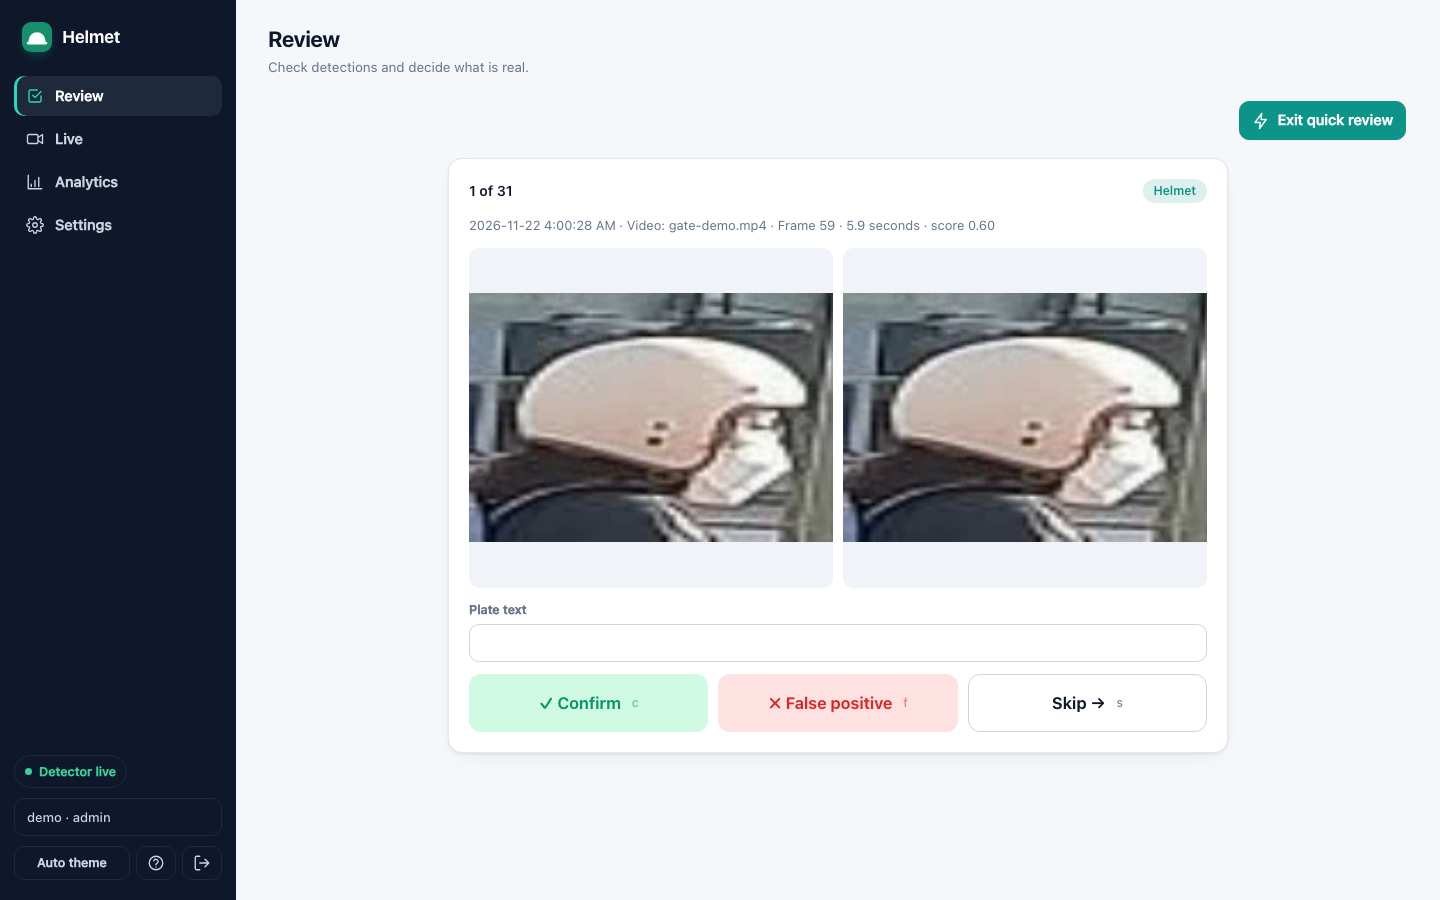 Helmet
Review
Live
Analytics
Settings
Detector live
demo · admin
Auto theme
Review
Check detections and decide what is real.
Exit quick review
1 of 31
Helmet
2026-11-22 4:00:28 AM · Video: gate-demo.mp4 · Frame 59 · 5.9 seconds · score 0.60
Plate text
✓ Confirm c
✕ False positive f
Skip → s